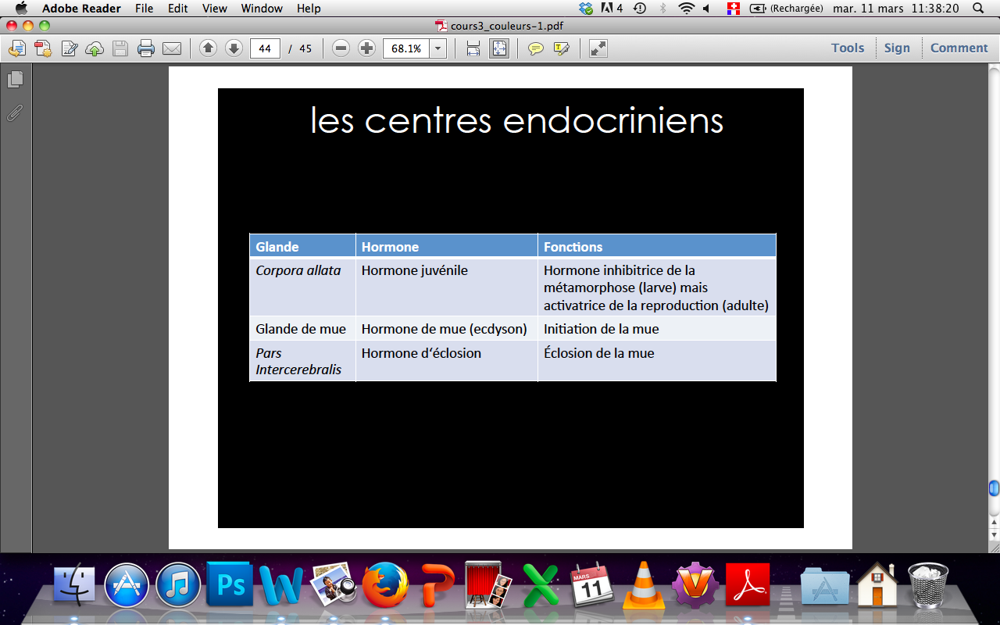 Adobe Reader File Edit View Window Help 4 (Rechargée) mar. 11 mars 11:38:20
cours3_couleurs-1.pdf
44 / 45 68.1% Tools Sign Comment
les centres endocriniens
Glande Hormone Fonctions
Corpora allata Hormone juvénile Hormone inhibitrice de la
métamorphose (larve) mais
activatrice de la reproduction (adulte)
Glande de mue Hormone de mue (ecdyson) Initiation de la mue
Pars Hormone d‘éclosion Éclosion de la mue
Intercerebralis
Ps
MARS
11